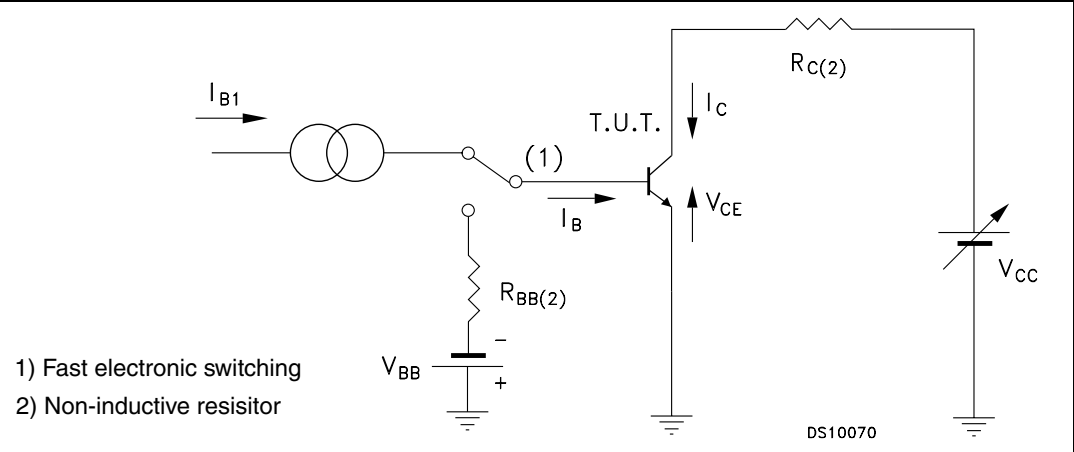 R_C(2)
I_B1
I_C
T.U.T.
(1)
V_CE
I_B
V_CC
R_BB(2)
-
V_BB
+
1) Fast electronic switching
2) Non-inductive resisitor
DS10070